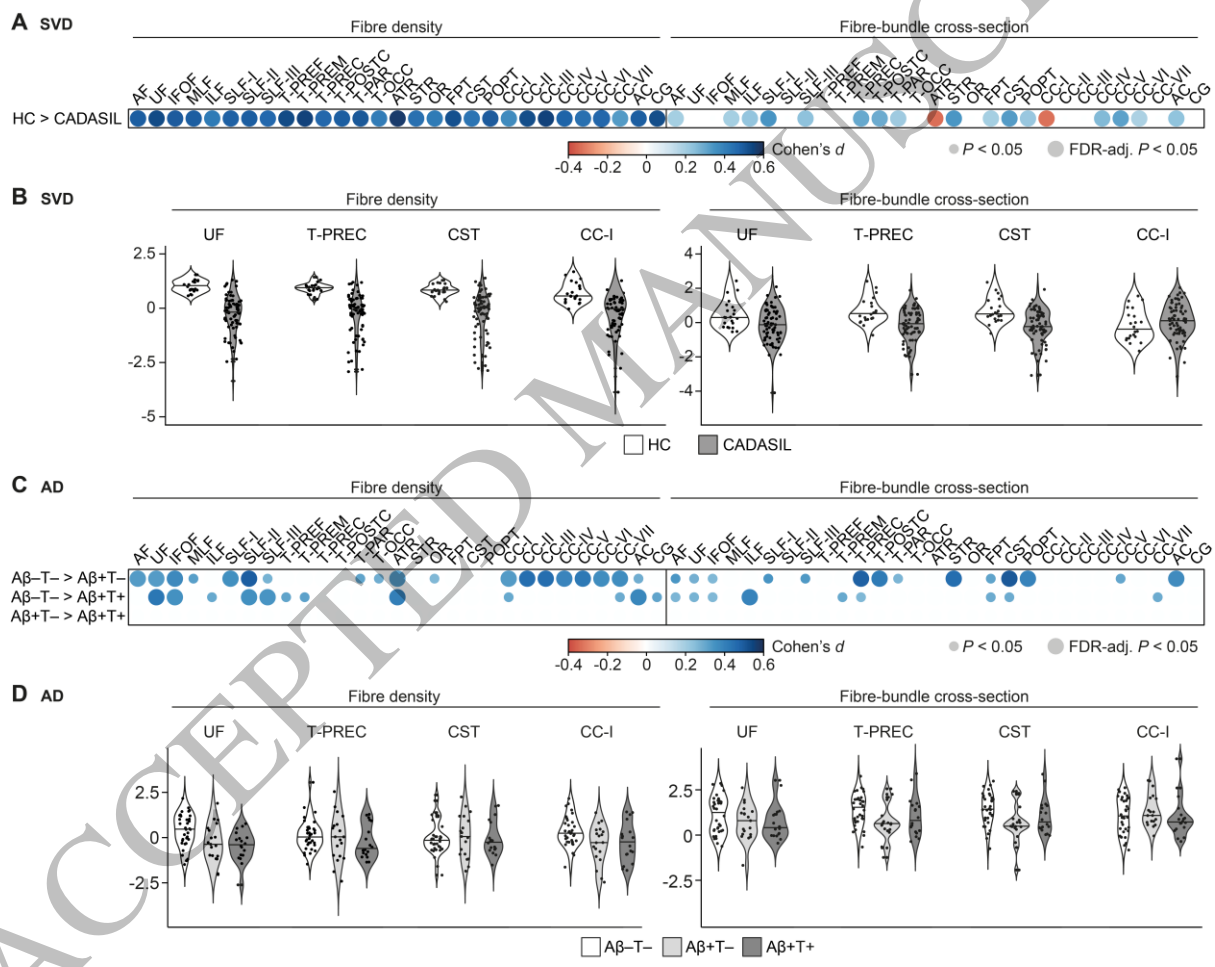 A SVD
Fibre density Fibre-bundle cross-section
AF UF IFOF MLF ILF SLF-I SLF-II SLF-III T-PREF T-PREM T-PREC T-POSTC T-PAR T-OCC ATR STR OR FPT CST POPT CC-I CC-II CC-III CC-IV CC-V CC-VI CC-VII AC CG AF UF IFOF MLF ILF SLF-I SLF-II SLF-III T-PREF T-PREM T-PREC T-POSTC T-PAR T-OCC ATR STR OR FPT CST POPT CC-I CC-II CC-III CC-IV CC-V CC-VI CC-VII AC CG
HC > CADASIL
Cohen's d P < 0.05 FDR-adj. P < 0.05
-0.4 -0.2 0 0.2 0.4 0.6
B SVD
Fibre density Fibre-bundle cross-section
UF T-PREC CST CC-I UF T-PREC CST CC-I
2.5 4
2
0 0
-2.5 -2
-4
-5
HC CADASIL
C AD
Fibre density Fibre-bundle cross-section
AF UF IFOF MLF ILF SLF-I SLF-II SLF-III T-PREF T-PREM T-PREC T-POSTC T-PAR T-OCC ATR STR OR FPT CST POPT CC-I CC-II CC-III CC-IV CC-V CC-VI CC-VII AC CG AF UF IFOF MLF ILF SLF-I SLF-II SLF-III T-PREF T-PREM T-PREC T-POSTC T-PAR T-OCC ATR STR OR FPT CST POPT CC-I CC-II CC-III CC-IV CC-V CC-VI CC-VII AC CG
Aβ–T– > Aβ+T–
Aβ–T– > Aβ+T+
Aβ+T– > Aβ+T+
Cohen's d P < 0.05 FDR-adj. P < 0.05
-0.4 -0.2 0 0.2 0.4 0.6
D AD
Fibre density Fibre-bundle cross-section
UF T-PREC CST CC-I UF T-PREC CST CC-I
2.5 2.5
0 0
-2.5 -2.5
Aβ–T– Aβ+T– Aβ+T+
ACCEPTED MANUSC